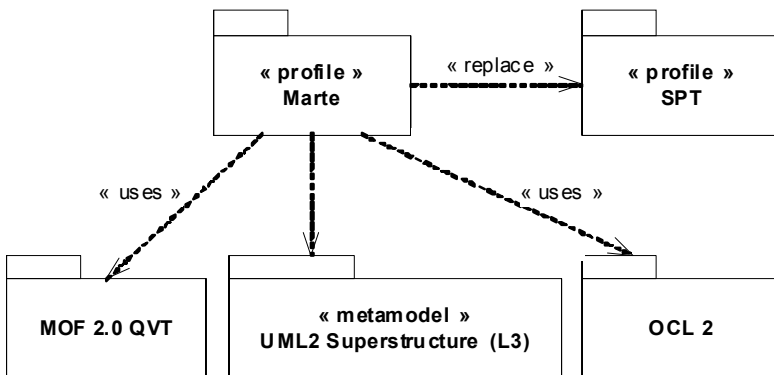 « profile »
Marte
« replace »
« profile »
SPT
« uses »
« uses »
MOF 2.0 QVT
« metamodel »
UML2 Superstructure (L3)
OCL 2